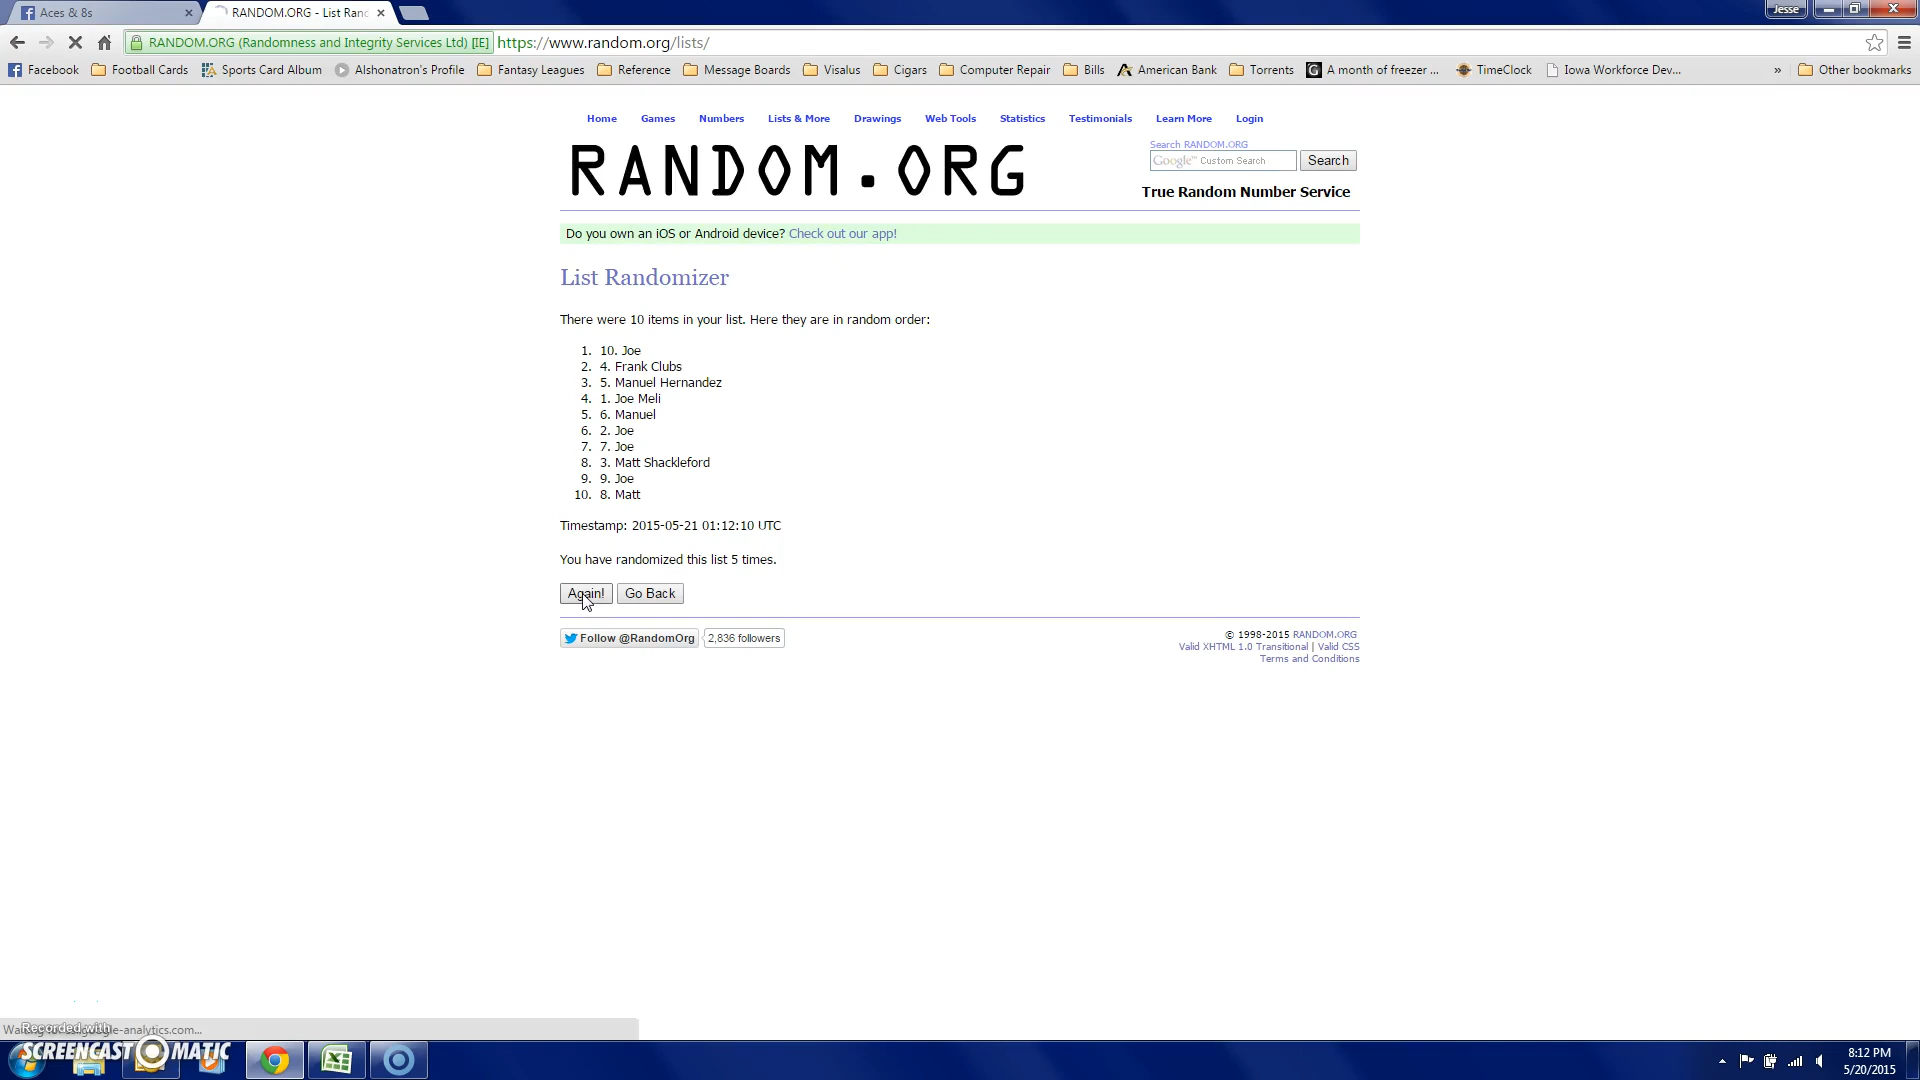 Aces & 8s
RANDOM.ORG - List Ran
Jesse
RANDOM.ORG (Randomness and Integrity Services Ltd) [IE]
https://www.random.org/lists/
Facebook Football Cards Sports Card Album Alshonatron's Profile Fantasy Leagues Reference Message Boards Visalus Cigars Computer Repair Bills American Bank Torrents A month of freezer ... TimeClock Iowa Workforce Dev... » Other bookmarks
Home Games Numbers Lists & More Drawings Web Tools Statistics Testimonials Learn More Login
RANDOM.ORG
Search RANDOM.ORG
Google™ Custom Search Search
True Random Number Service
Do you own an iOS or Android device? Check out our app!
List Randomizer
There were 10 items in your list. Here they are in random order:
1. 10. Joe
2. 4. Frank Clubs
3. 5. Manuel Hernandez
4. 1. Joe Meli
5. 6. Manuel
6. 2. Joe
7. 7. Joe
8. 3. Matt Shackleford
9. 9. Joe
10. 8. Matt
Timestamp: 2015-05-21 01:12:10 UTC
You have randomized this list 5 times.
Again! Go Back
Follow @RandomOrg 2,836 followers
© 1998-2015 RANDOM.ORG
Valid XHTML 1.0 Transitional | Valid CSS
Terms and Conditions
Recorded with
SCREENCAST MATIC
8:12 PM
5/20/2015